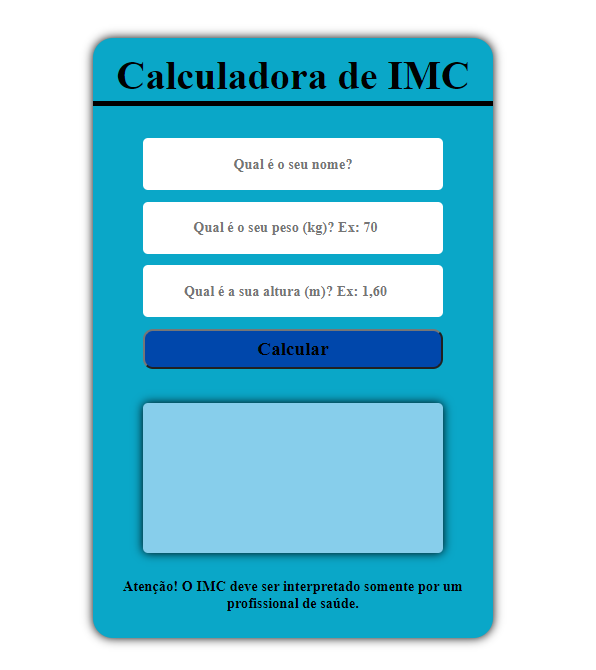 Calculadora de IMC
Qual é o seu nome?
Qual é o seu peso (kg)? Ex: 70
Qual é a sua altura (m)? Ex: 1,60
Calcular
Atenção! O IMC deve ser interpretado somente por um
profissional de saúde.